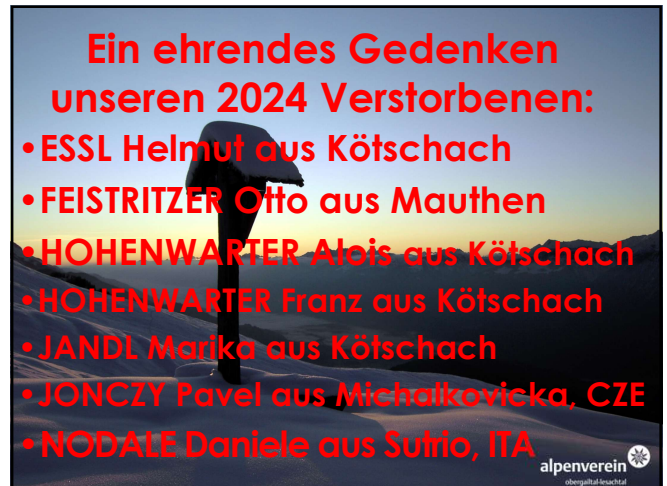 Ein ehrendes Gedenken
unseren 2024 Verstorbenen:
•ESSL Helmut aus Kötschach
•FEISTRITZER Otto aus Mauthen
•HOHENWARTER Alois aus Kötschach
•HOHENWARTER Franz aus Kötschach
•JANDL Marika aus Kötschach
•JONCZY Pavel aus Michalkovicka, CZE
•NODALE Daniele aus Sutrio, ITA
alpenverein
obergailtal-lesachtal